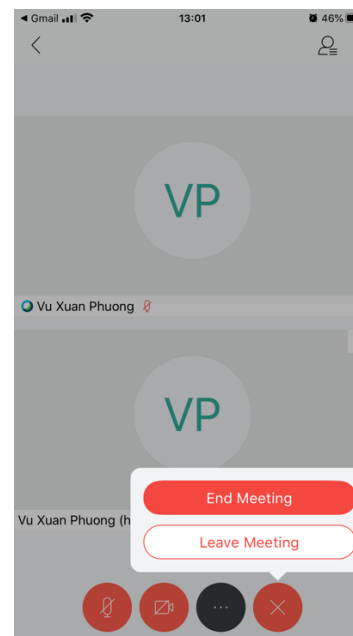 Gmail 13:01 46%
VP
Vu Xuan Phuong
VP
Vu Xuan Phuong (h
End Meeting
Leave Meeting